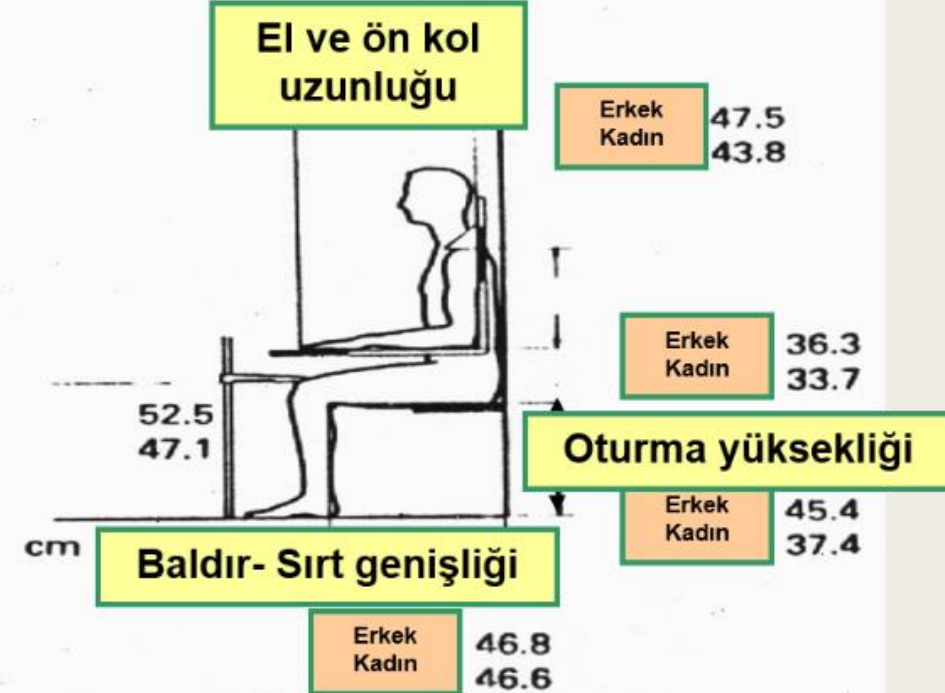 El ve ön kol
uzunluğu
Erkek
Kadın
47.5
43.8
Erkek
Kadın
36.3
33.7
52.5
47.1
Oturma yüksekliği
Erkek
Kadın
45.4
37.4
cm
Baldır- Sırt genişliği
Erkek
Kadın
46.8
46.6